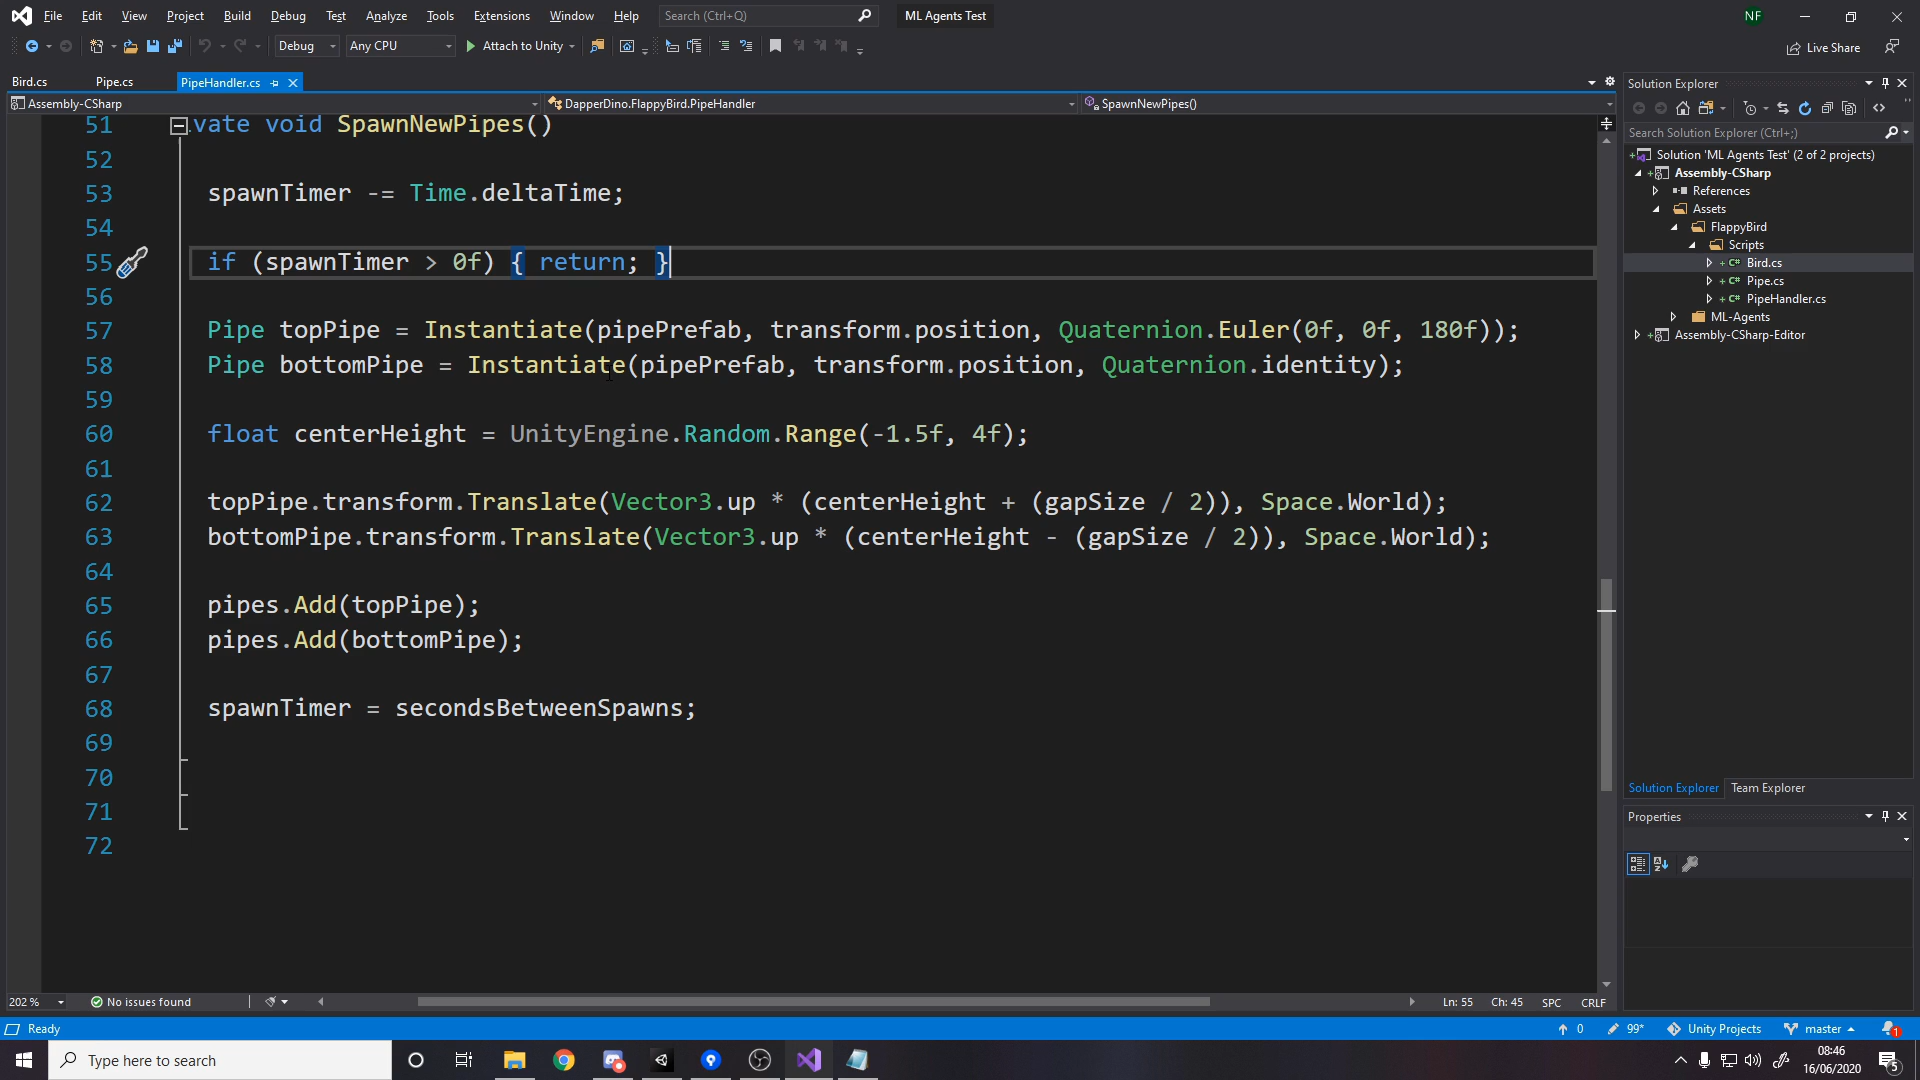 File Edit View Project Build Debug Test Analyze Tools Extensions Window Help Search (Ctrl+Q) ML Agents Test NF
Debug Any CPU Attach to Unity Live Share
Bird.cs Pipe.cs PipeHandler.cs
Assembly-CSharp DapperDino.FlappyBird.PipeHandler SpawnNewPipes()
51 vate void SpawnNewPipes()
52
53 spawnTimer -= Time.deltaTime;
54
55 if (spawnTimer > 0f) { return; }
56
57 Pipe topPipe = Instantiate(pipePrefab, transform.position, Quaternion.Euler(0f, 0f, 180f));
58 Pipe bottomPipe = Instantiate(pipePrefab, transform.position, Quaternion.identity);
59
60 float centerHeight = UnityEngine.Random.Range(-1.5f, 4f);
61
62 topPipe.transform.Translate(Vector3.up * (centerHeight + (gapSize / 2)), Space.World);
63 bottomPipe.transform.Translate(Vector3.up * (centerHeight - (gapSize / 2)), Space.World);
64
65 pipes.Add(topPipe);
66 pipes.Add(bottomPipe);
67
68 spawnTimer = secondsBetweenSpawns;
69
70
71
72
202 % No issues found Ln: 55 Ch: 45 SPC CRLF
Solution Explorer
Search Solution Explorer (Ctrl+;)
Solution 'ML Agents Test' (2 of 2 projects)
Assembly-CSharp
References
Assets
FlappyBird
Scripts
C# Bird.cs
C# Pipe.cs
C# PipeHandler.cs
ML-Agents
Assembly-CSharp-Editor
Solution Explorer Team Explorer
Properties
Ready 0 99* Unity Projects master 1
Type here to search
08:46
16/06/2020
5